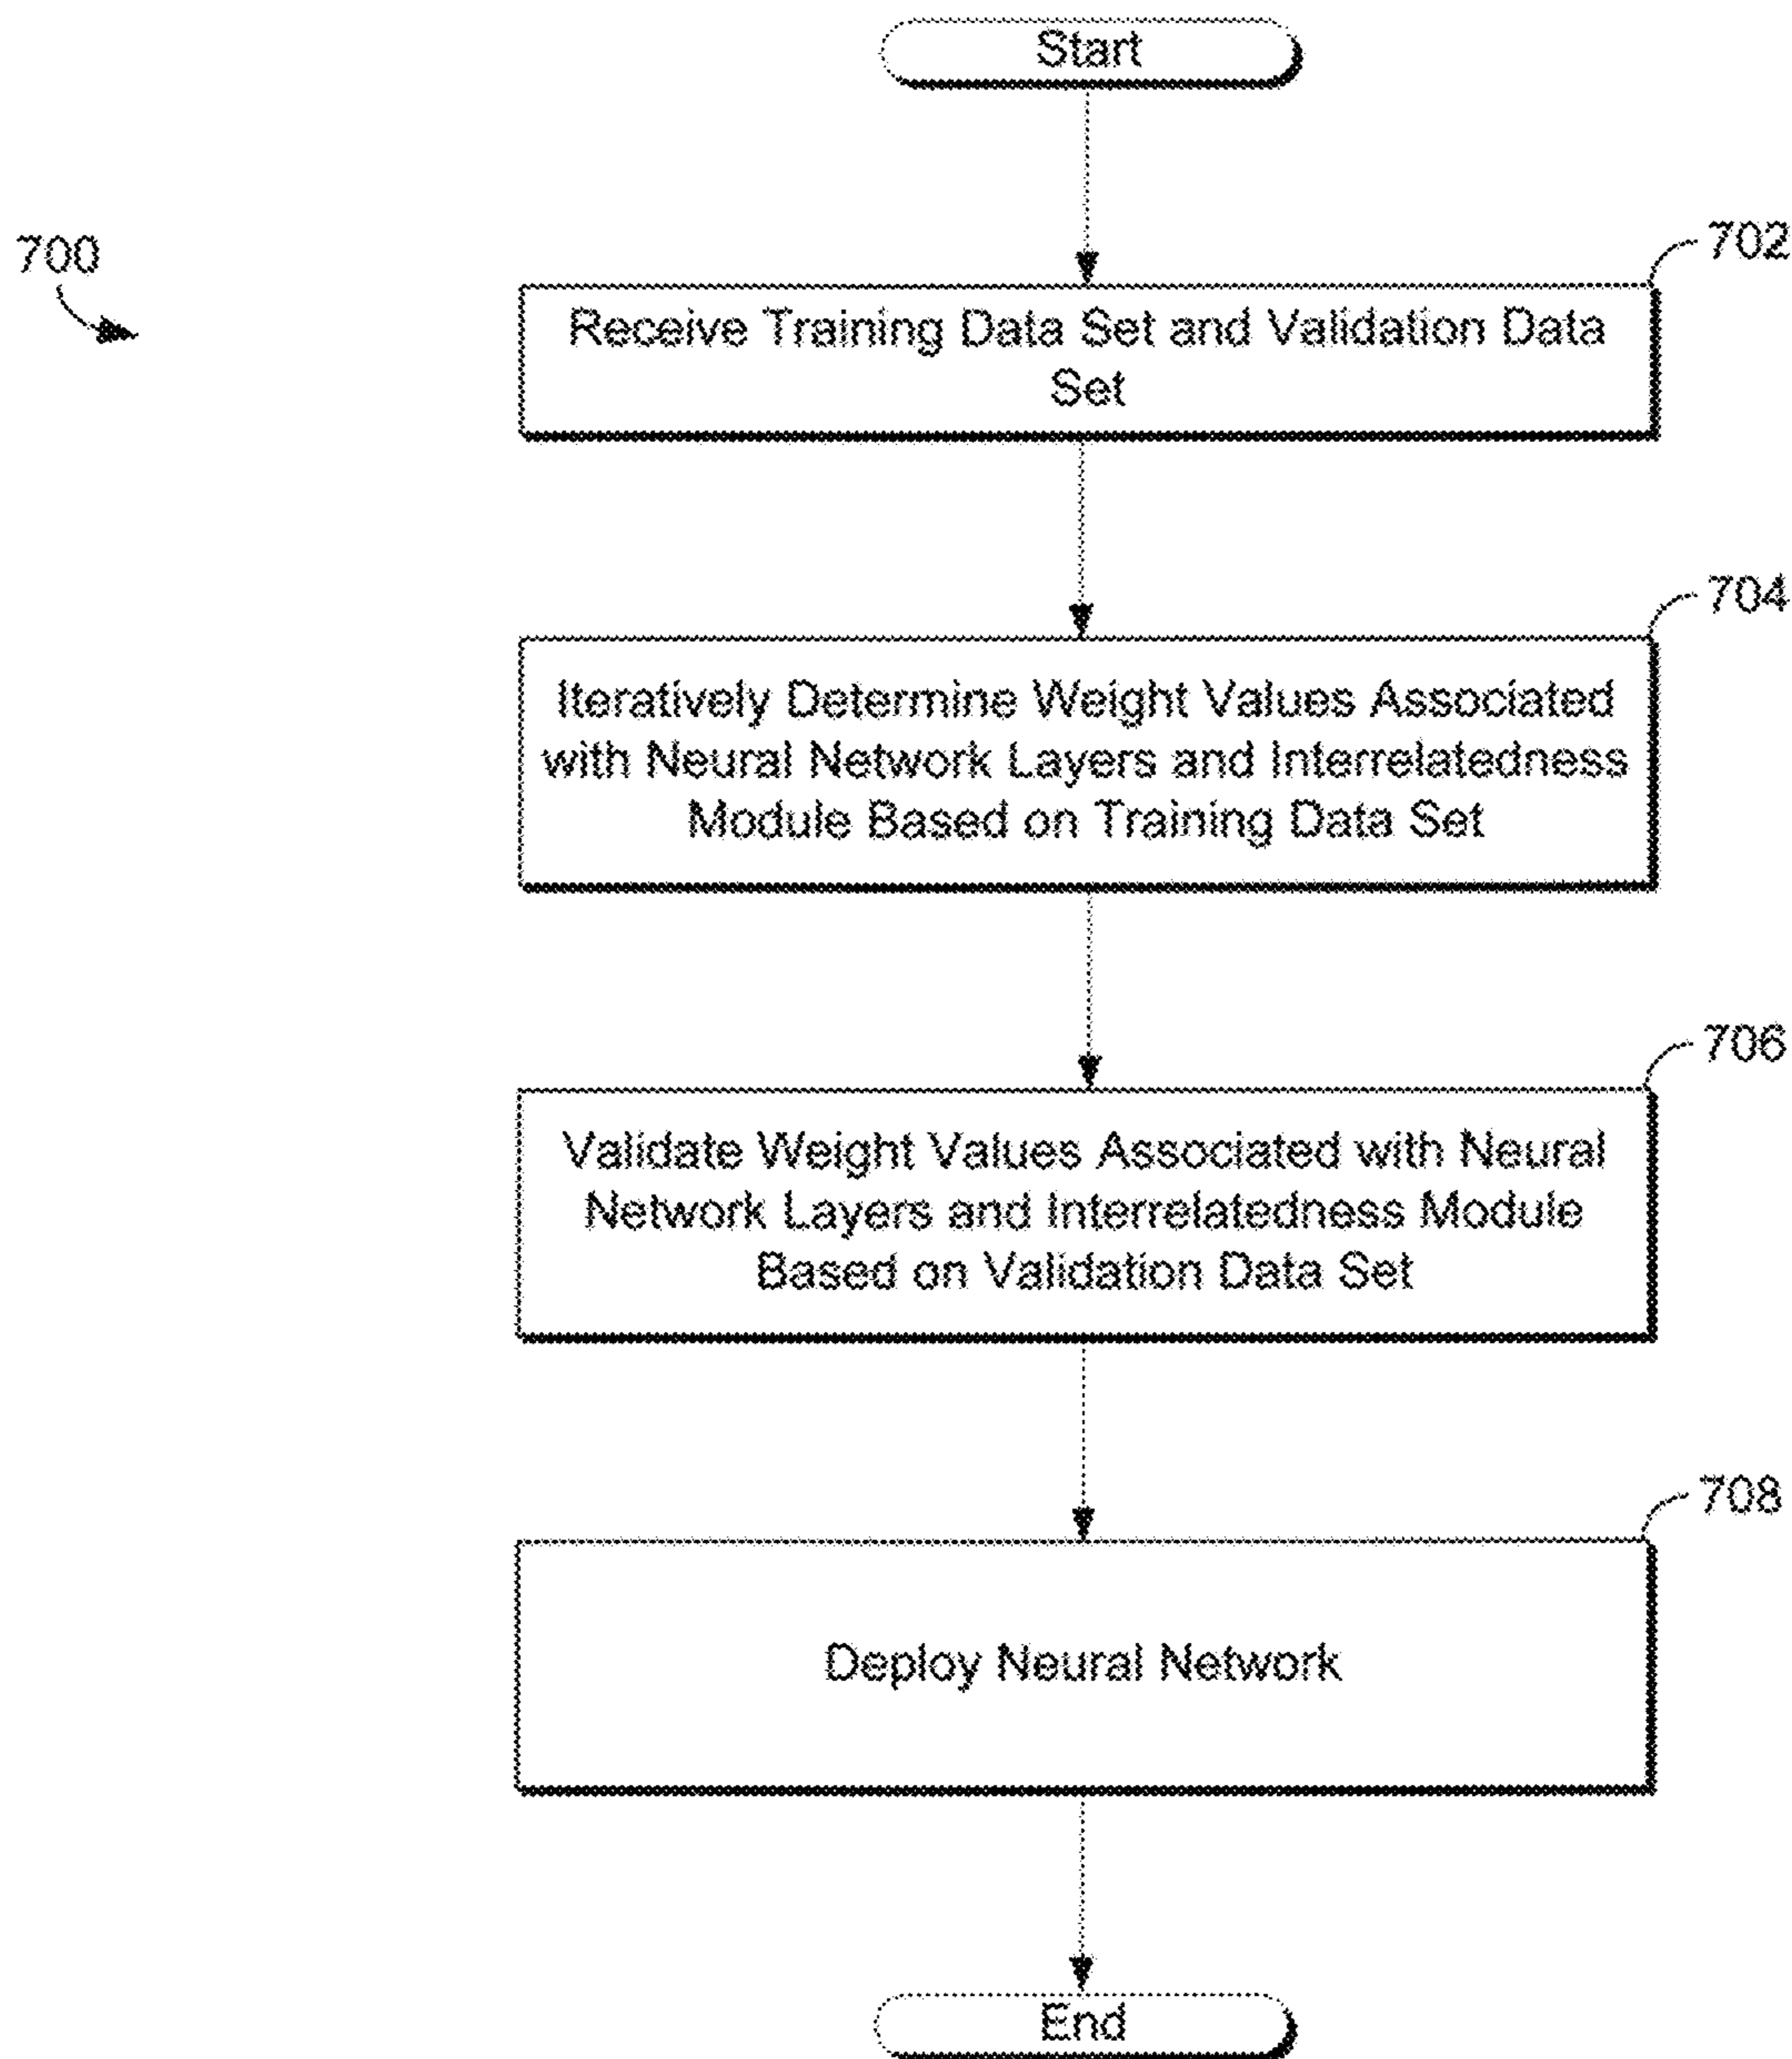 Start
700
702
Receive Training Data Set and Validation Data
Set
704
Iteratively Determine Weight Values Associated
with Neural Network Layers and Interrelatedness
Module Based on Training Data Set
706
Validate Weight Values Associated with Neural
Network Layers and Interrelatedness Module
Based on Validation Data Set
708
Deploy Neural Network
End